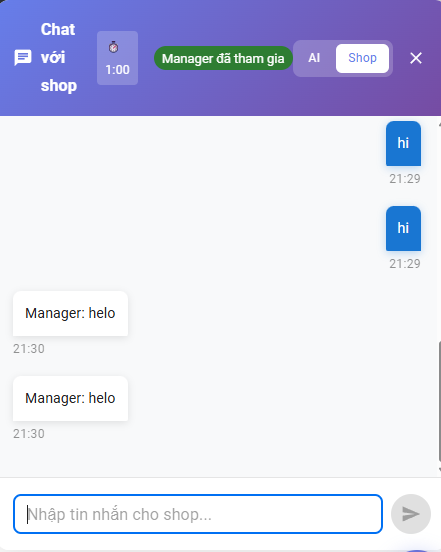 Chat
với
shop
1:00
Manager đã tham gia
AI
Shop
hi
21:29
hi
21:29
Manager: helo
21:30
Manager: helo
21:30
Nhập tin nhắn cho shop...